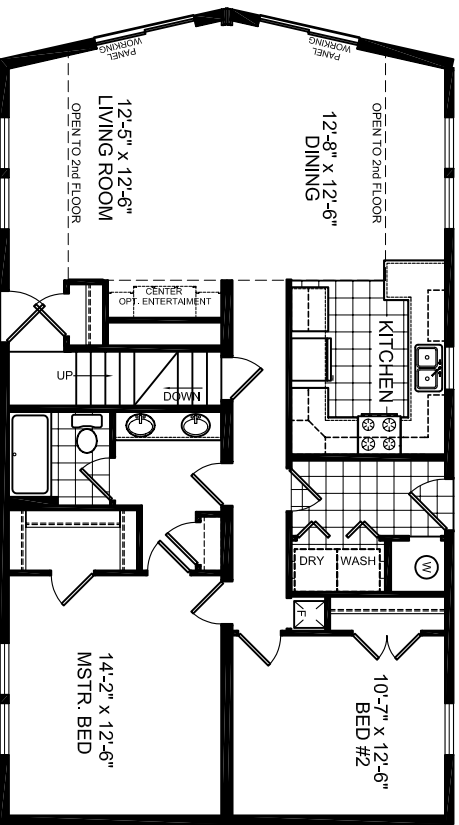 WORKING
PANEL
WORKING
PANEL
OPEN TO 2nd FLOOR
LIVING ROOM
12'-5" x 12'-6"
DINING
12'-8" x 12'-6"
OPEN TO 2nd FLOOR
CENTER
OPT. ENTERTAIMENT
KITCHEN
UP
DOWN
DRY
WASH
W
F
MSTR. BED
14'-2" x 12'-6"
BED #2
10'-7" x 12'-6"